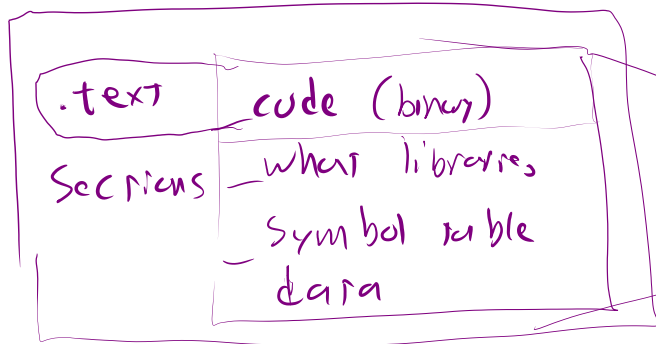 .text code (binary)
Sections - what libraries
- symbol table
data